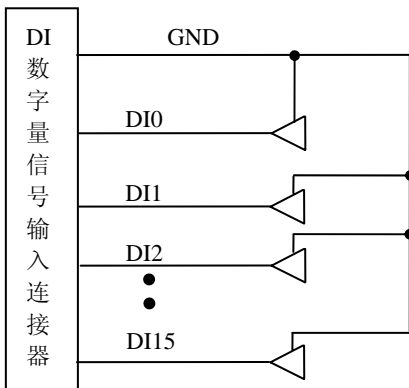 DI
数
字
量
信
号
输
入
连
接
器
GND
DI0
DI1
DI2
DI15